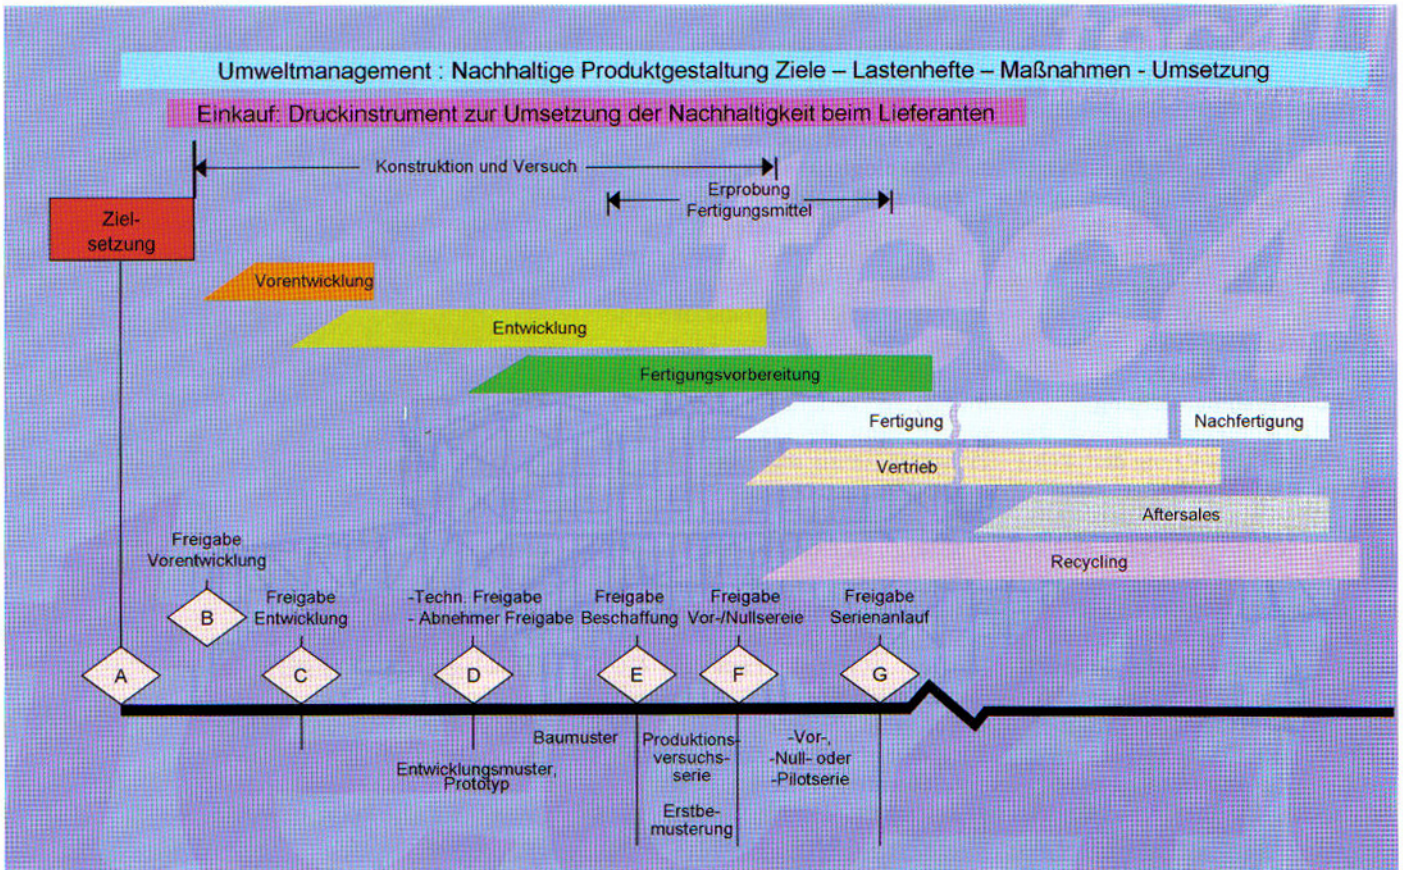 Umweltmanagement : Nachhaltige Produktgestaltung Ziele – Lastenhefte – Maßnahmen - Umsetzung
Einkauf: Druckinstrument zur Umsetzung der Nachhaltigkeit beim Lieferanten
Konstruktion und Versuch
Erprobung
Fertigungsmittel
Ziel-
setzung
Vorentwicklung
Entwicklung
Fertigungsvorbereitung
Fertigung
Nachfertigung
Vertrieb
Aftersales
Recycling
Freigabe
Vorentwicklung
B
Freigabe
Entwicklung
-Techn. Freigabe
- Abnehmer Freigabe
Freigabe
Beschaffung
Freigabe
Vor-/Nullsereie
Freigabe
Serienanlauf
A
C
D
E
F
G
Baumuster
Entwicklungsmuster,
Prototyp
Produktions-
versuchs-
serie
Erstbe-
musterung
-Vor-,
-Null- oder
-Pilotserie
tec4